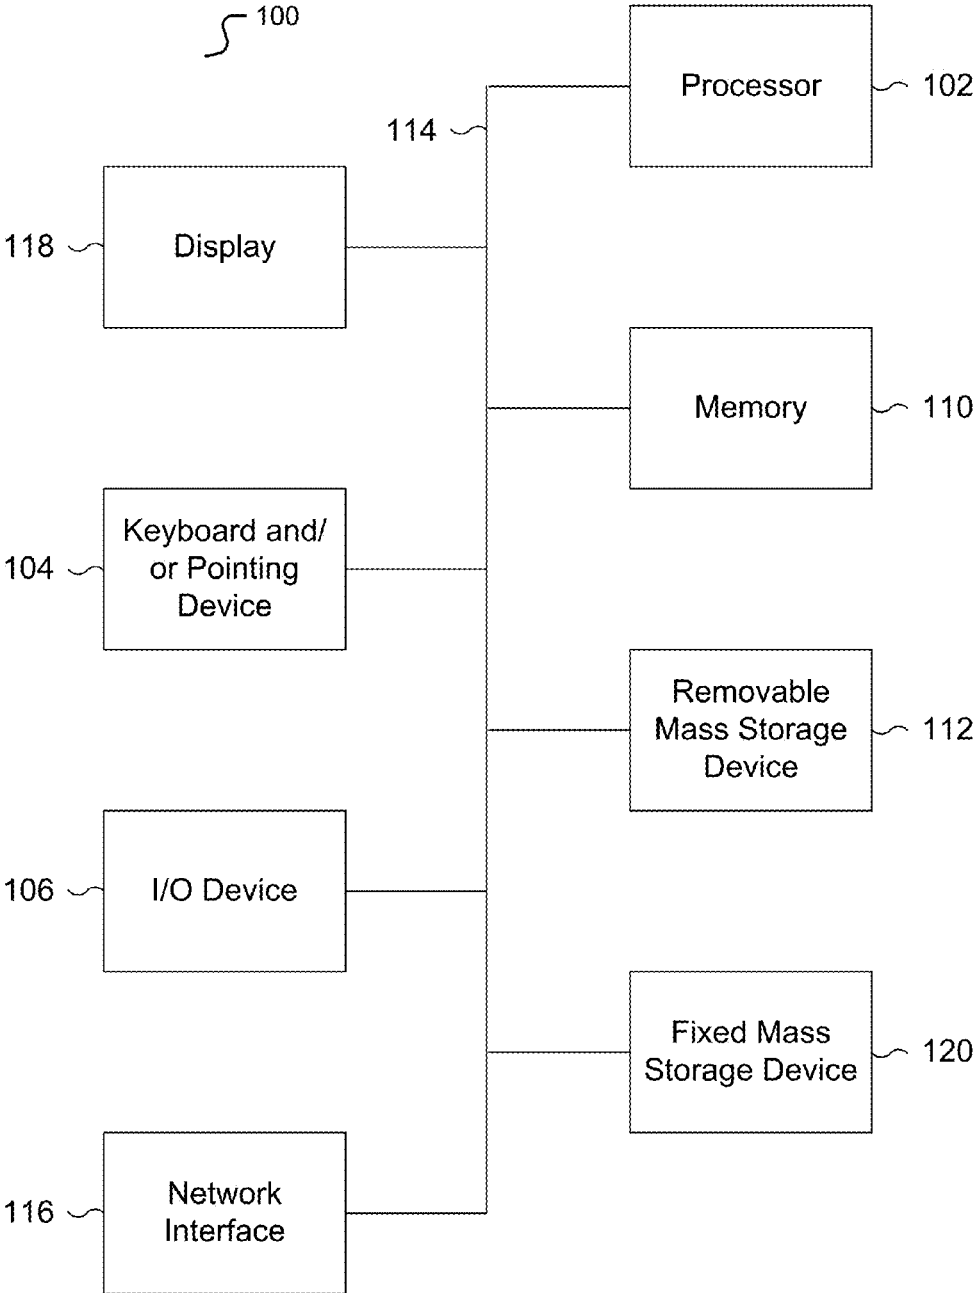 100
Processor
102
114
118
Display
Memory
110
Keyboard and/
or Pointing
Device
104
Removable
Mass Storage
Device
112
106
I/O Device
Fixed Mass
Storage Device
120
116
Network
Interface